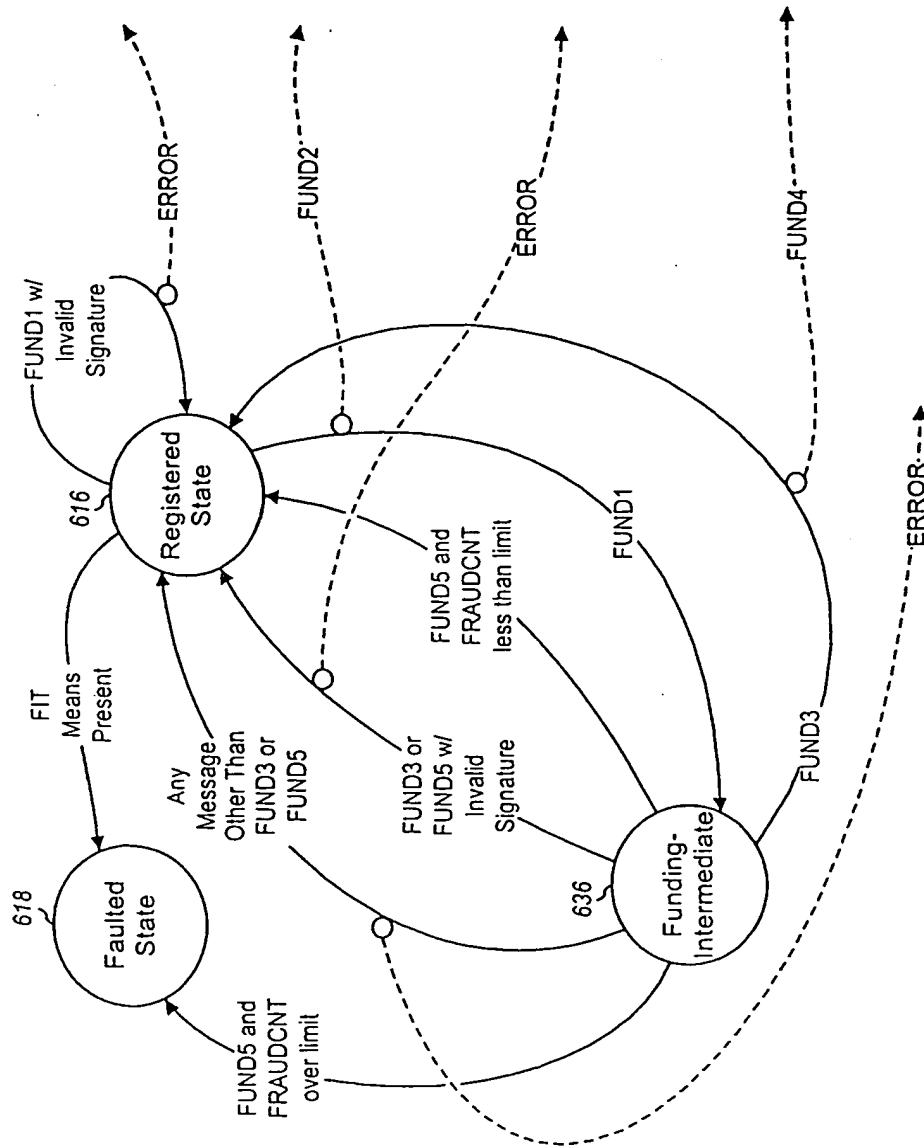 618
Faulted
State
FIT
Means
Present
616
Registered
State
FUND1 w/
Invalid
Signature
ERROR
FUND2
Any
Message
Other Than
FUND3 or
FUND5
FUND5 and
FRAUDCNT
over limit
FUND3 or
FUND5 w/
Invalid
Signature
FUND5 and
FRAUDCNT
less than limit
ERROR
FUND1
636
Funding-
Intermediate
FUND3
FUND4
ERROR